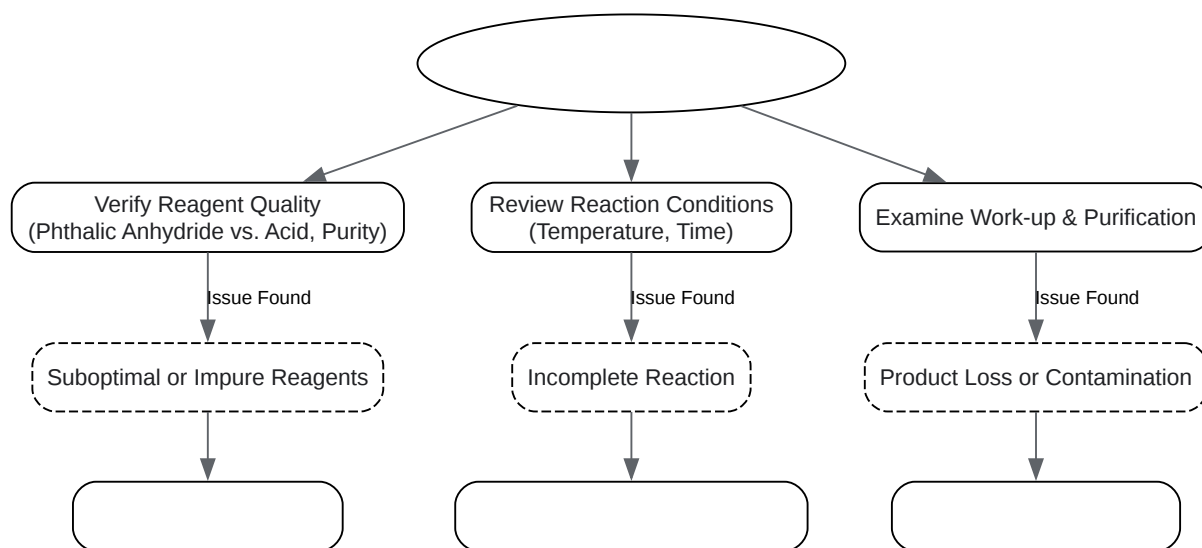 Verify Reagent Quality
(Phthalic Anhydride vs. Acid, Purity)
Review Reaction Conditions
(Temperature, Time)
Examine Work-up & Purification
Issue Found
Issue Found
Issue Found
Suboptimal or Impure Reagents
Incomplete Reaction
Product Loss or Contamination